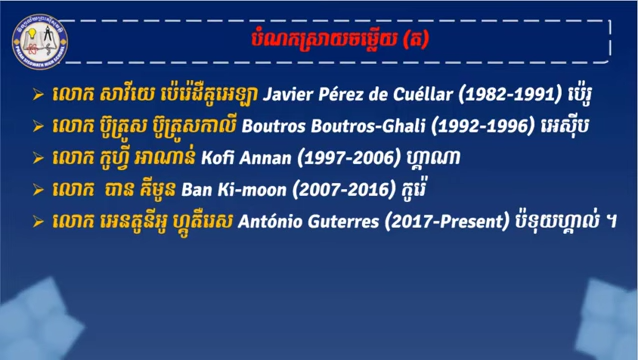 បំណកស្រាយចម្លើយ (ត)
លោក សាវីយេ ប៉េរ៉េដឺគូអេឡា Javier Pérez de Cuéllar (1982-1991) ប៉េរូ
លោក ប៊ូត្រូស ប៊ូត្រូសកាលី Boutros Boutros-Ghali (1992-1996) អេស៊ីប
លោក កូហ្វី អាណាន់ Kofi Annan (1997-2006) ហ្គាណា
លោក បាន គីមូន Ban Ki-moon (2007-2016) កូរ៉េ
លោក អេនតូនីអូ ហ្គូតឺរេស António Guterres (2017-Present) ប៉ទុយហ្គាល់ ។